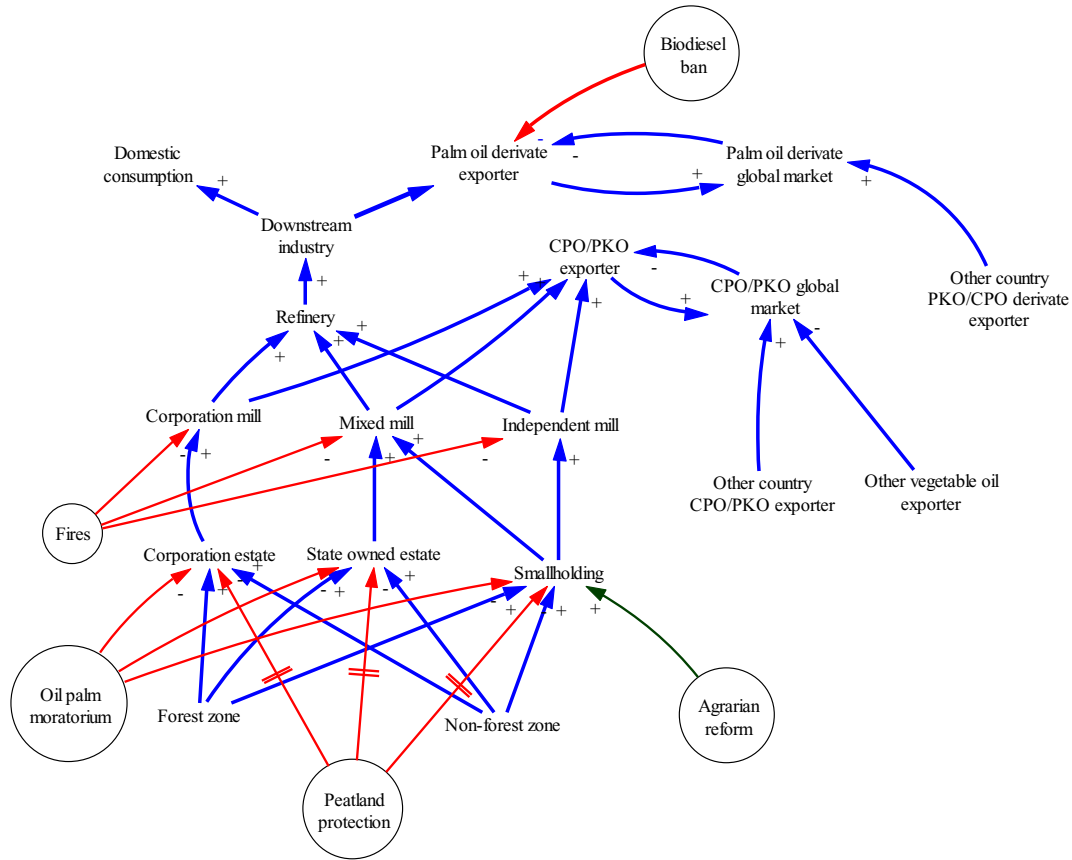 Biodiesel
ban
Domestic
consumption
+
Palm oil derivate
exporter
-
-
Palm oil derivate
global market
+
+
Downstream
industry
+
CPO/PKO
exporter
-
+
+
+
CPO/PKO global
market
+
-
+
Other country
PKO/CPO derivate
exporter
Refinery
+
+
+
Corporation mill
Mixed mill
Independent mill
-
+
-
+
+
-
+
Other country
CPO/PKO exporter
Other vegetable oil
exporter
Fires
Corporation estate
State owned estate
Smallholding
-
+
-
+
-
+
-
+
-
+
-
+
+
Oil palm
moratorium
Forest zone
Non-forest zone
Agrarian
reform
Peatland
protection